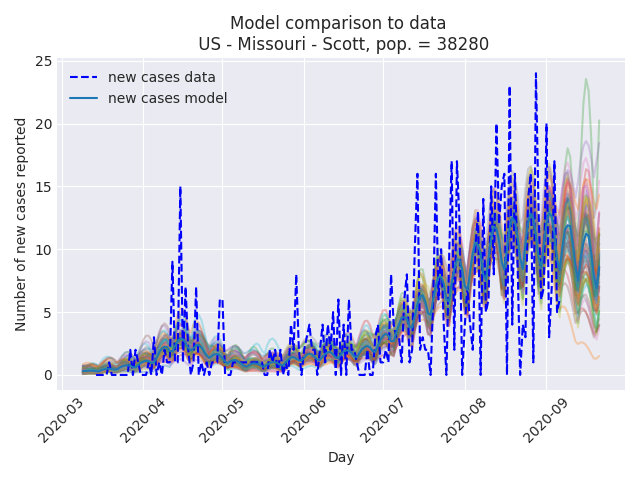 Model comparison to data
US - Missouri - Scott, pop. = 38280
new cases data
new cases model
Number of new cases reported
25
20
15
10
5
0
2020-03
2020-04
2020-05
2020-06
2020-07
2020-08
2020-09
Day